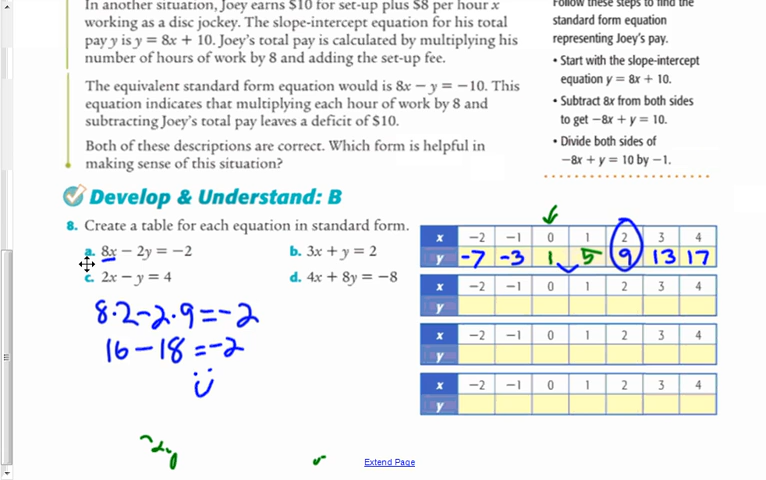 In another situation, Joey earns $10 for set-up plus $8 per hour x
working as a disc jockey. The slope-intercept equation for his total
pay y is y = 8x + 10. Joey's total pay is calculated by multiplying his
number of hours of work by 8 and adding the set-up fee.
The equivalent standard form equation would is 8x − y = −10. This
equation indicates that multiplying each hour of work by 8 and
subtracting Joey's total pay leaves a deficit of $10.
Both of these descriptions are correct. Which form is helpful in
making sense of this situation?
Follow these steps to find the
standard form equation
representing Joey's pay.
• Start with the slope-intercept
equation y = 8x + 10.
• Subtract 8x from both sides
to get −8x + y = 10.
• Divide both sides of
−8x + y = 10 by −1.
Develop & Understand: B
8. Create a table for each equation in standard form.
a. 8x − 2y = −2
b. 3x + y = 2
c. 2x − y = 4
d. 4x + 8y = −8
8·2−2·9=−2
16−18=−2
x −2 −1 0 1 2 3 4
y −7 −3 1 5 9 13 17
x −2 −1 0 1 2 3 4
y
x −2 −1 0 1 2 3 4
y
x −2 −1 0 1 2 3 4
y
Extend Page